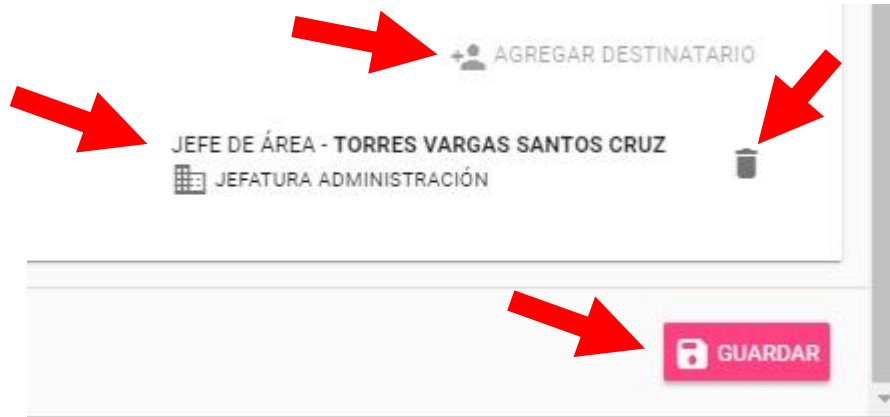 AGREGAR DESTINATARIO
JEFE DE ÁREA - TORRES VARGAS SANTOS CRUZ
JEFATURA ADMINISTRACIÓN
GUARDAR